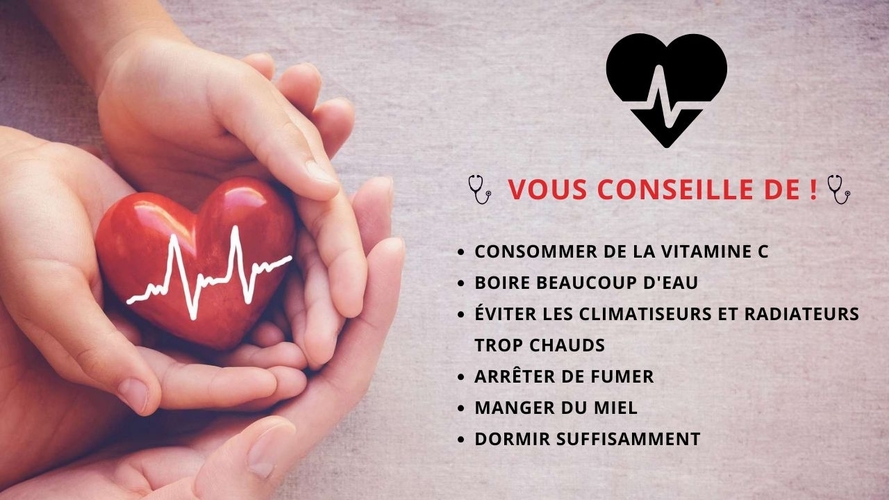 VOUS CONSEILLE DE !
CONSOMMER DE LA VITAMINE C
BOIRE BEAUCOUP D'EAU
ÉVITER LES CLIMATISEURS ET RADIATEURS
TROP CHAUDS
ARRÊTER DE FUMER
MANGER DU MIEL
DORMIR SUFFISAMMENT